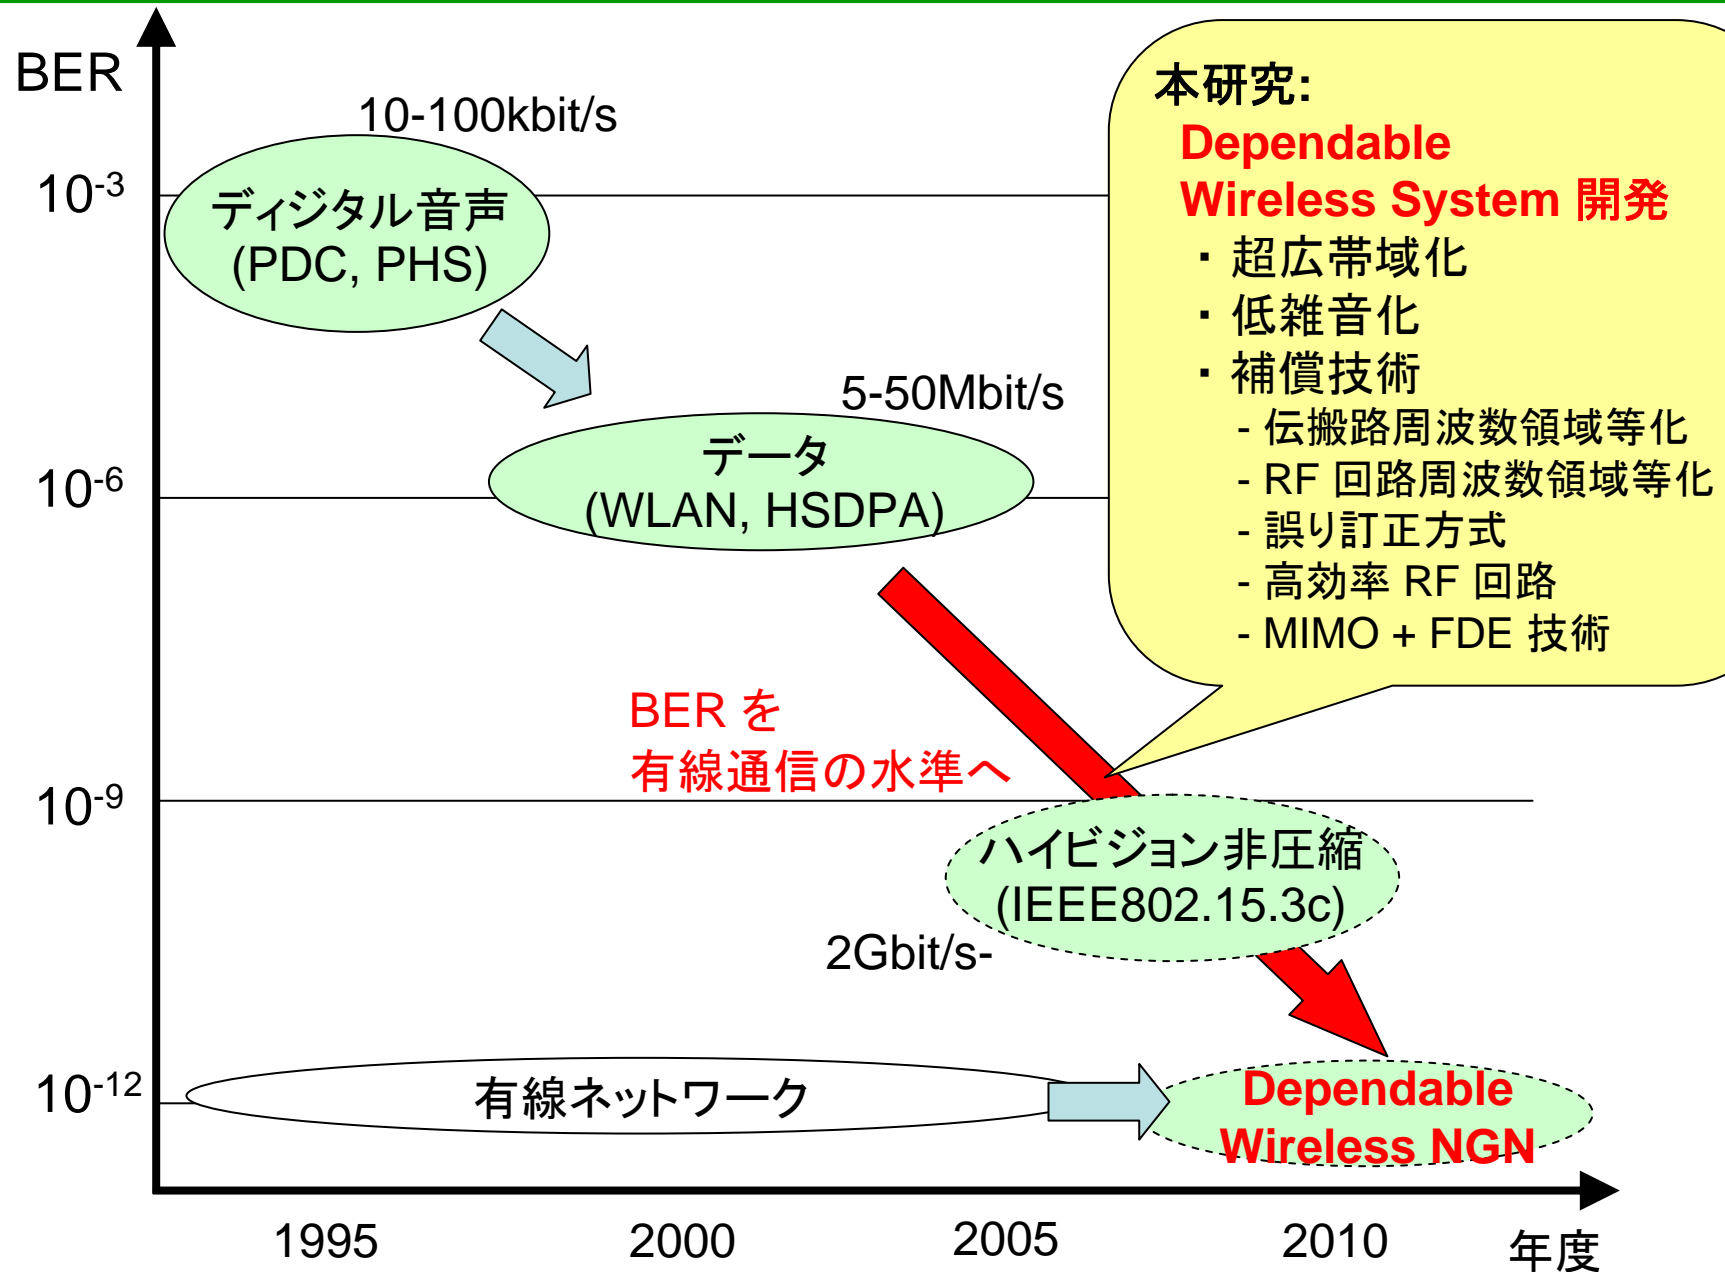 BER
10-100kbit/s
10-3
ディジタル音声
(PDC, PHS)
5-50Mbit/s
データ
10-6
(WLAN, HSDPA)
本研究:
Dependable
Wireless System 開発
・超広帯域化
・低雑音化
・補償技術
- 伝搬路周波数領域等化
- RF 回路周波数領域等化
- 誤り訂正方式
- 高効率 RF 回路
- MIMO + FDE 技術
BER を
有線通信の水準へ
10-9
ハイビジョン非圧縮
(IEEE802.15.3c)
2Gbit/s-
10-12
有線ネットワーク
Dependable
Wireless NGN
1995 2000 2005 2010 年度